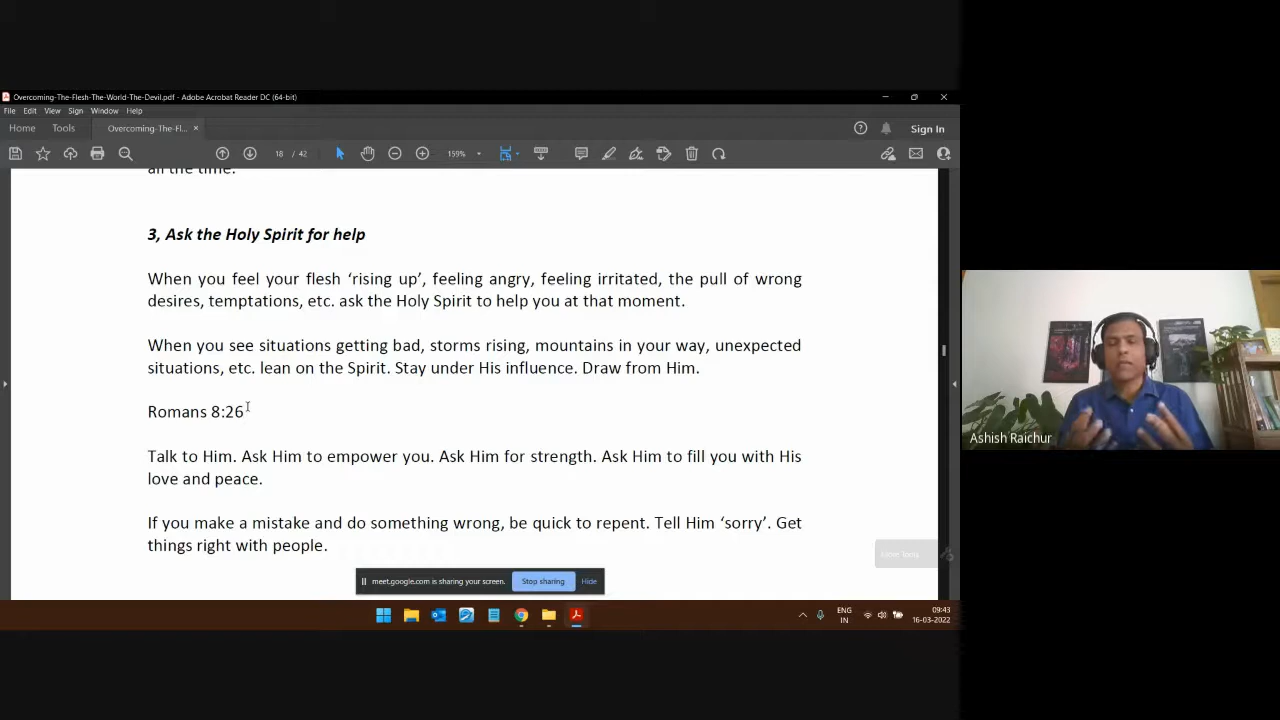 Overcoming-The-Flesh-The-World-The-Devil.pdf - Adobe Acrobat Reader DC (64-bit)
File Edit View Sign Window Help
Home Tools Overcoming-The-Fl... × Sign In
18 / 42 159%
all the time.
3, Ask the Holy Spirit for help
When you feel your flesh ‘rising up’, feeling angry, feeling irritated, the pull of wrong
desires, temptations, etc. ask the Holy Spirit to help you at that moment.
When you see situations getting bad, storms rising, mountains in your way, unexpected
situations, etc. lean on the Spirit. Stay under His influence. Draw from Him.
Romans 8:26
Talk to Him. Ask Him to empower you. Ask Him for strength. Ask Him to fill you with His
love and peace.
If you make a mistake and do something wrong, be quick to repent. Tell Him ‘sorry’. Get
things right with people.
Ashish Raichur
meet.google.com is sharing your screen. Stop sharing Hide
ENG
IN
09:43
16-03-2022